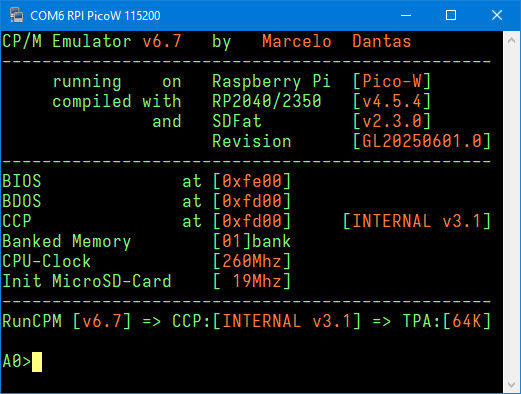 COM6 RPI PicoW 115200
CP/M Emulator v6.7   by   Marcelo  Dantas
-------------------------------------------------
     running    on   Raspberry Pi  [Pico-W]
     compiled with   RP2040/2350   [v4.5.4]
               and   SDFat         [v2.3.0]
                     Revision      [GL20250601.0]
-------------------------------------------------
BIOS              at [0xfe00]
BDOS              at [0xfd00]
CCP               at [0xfd00]     [INTERNAL v3.1]
Banked Memory        [01]bank
CPU-Clock            [260Mhz]
Init MicroSD-Card    [ 19Mhz]
-------------------------------------------------
RunCPM [v6.7] => CCP:[INTERNAL v3.1] => TPA:[64K]
A0>